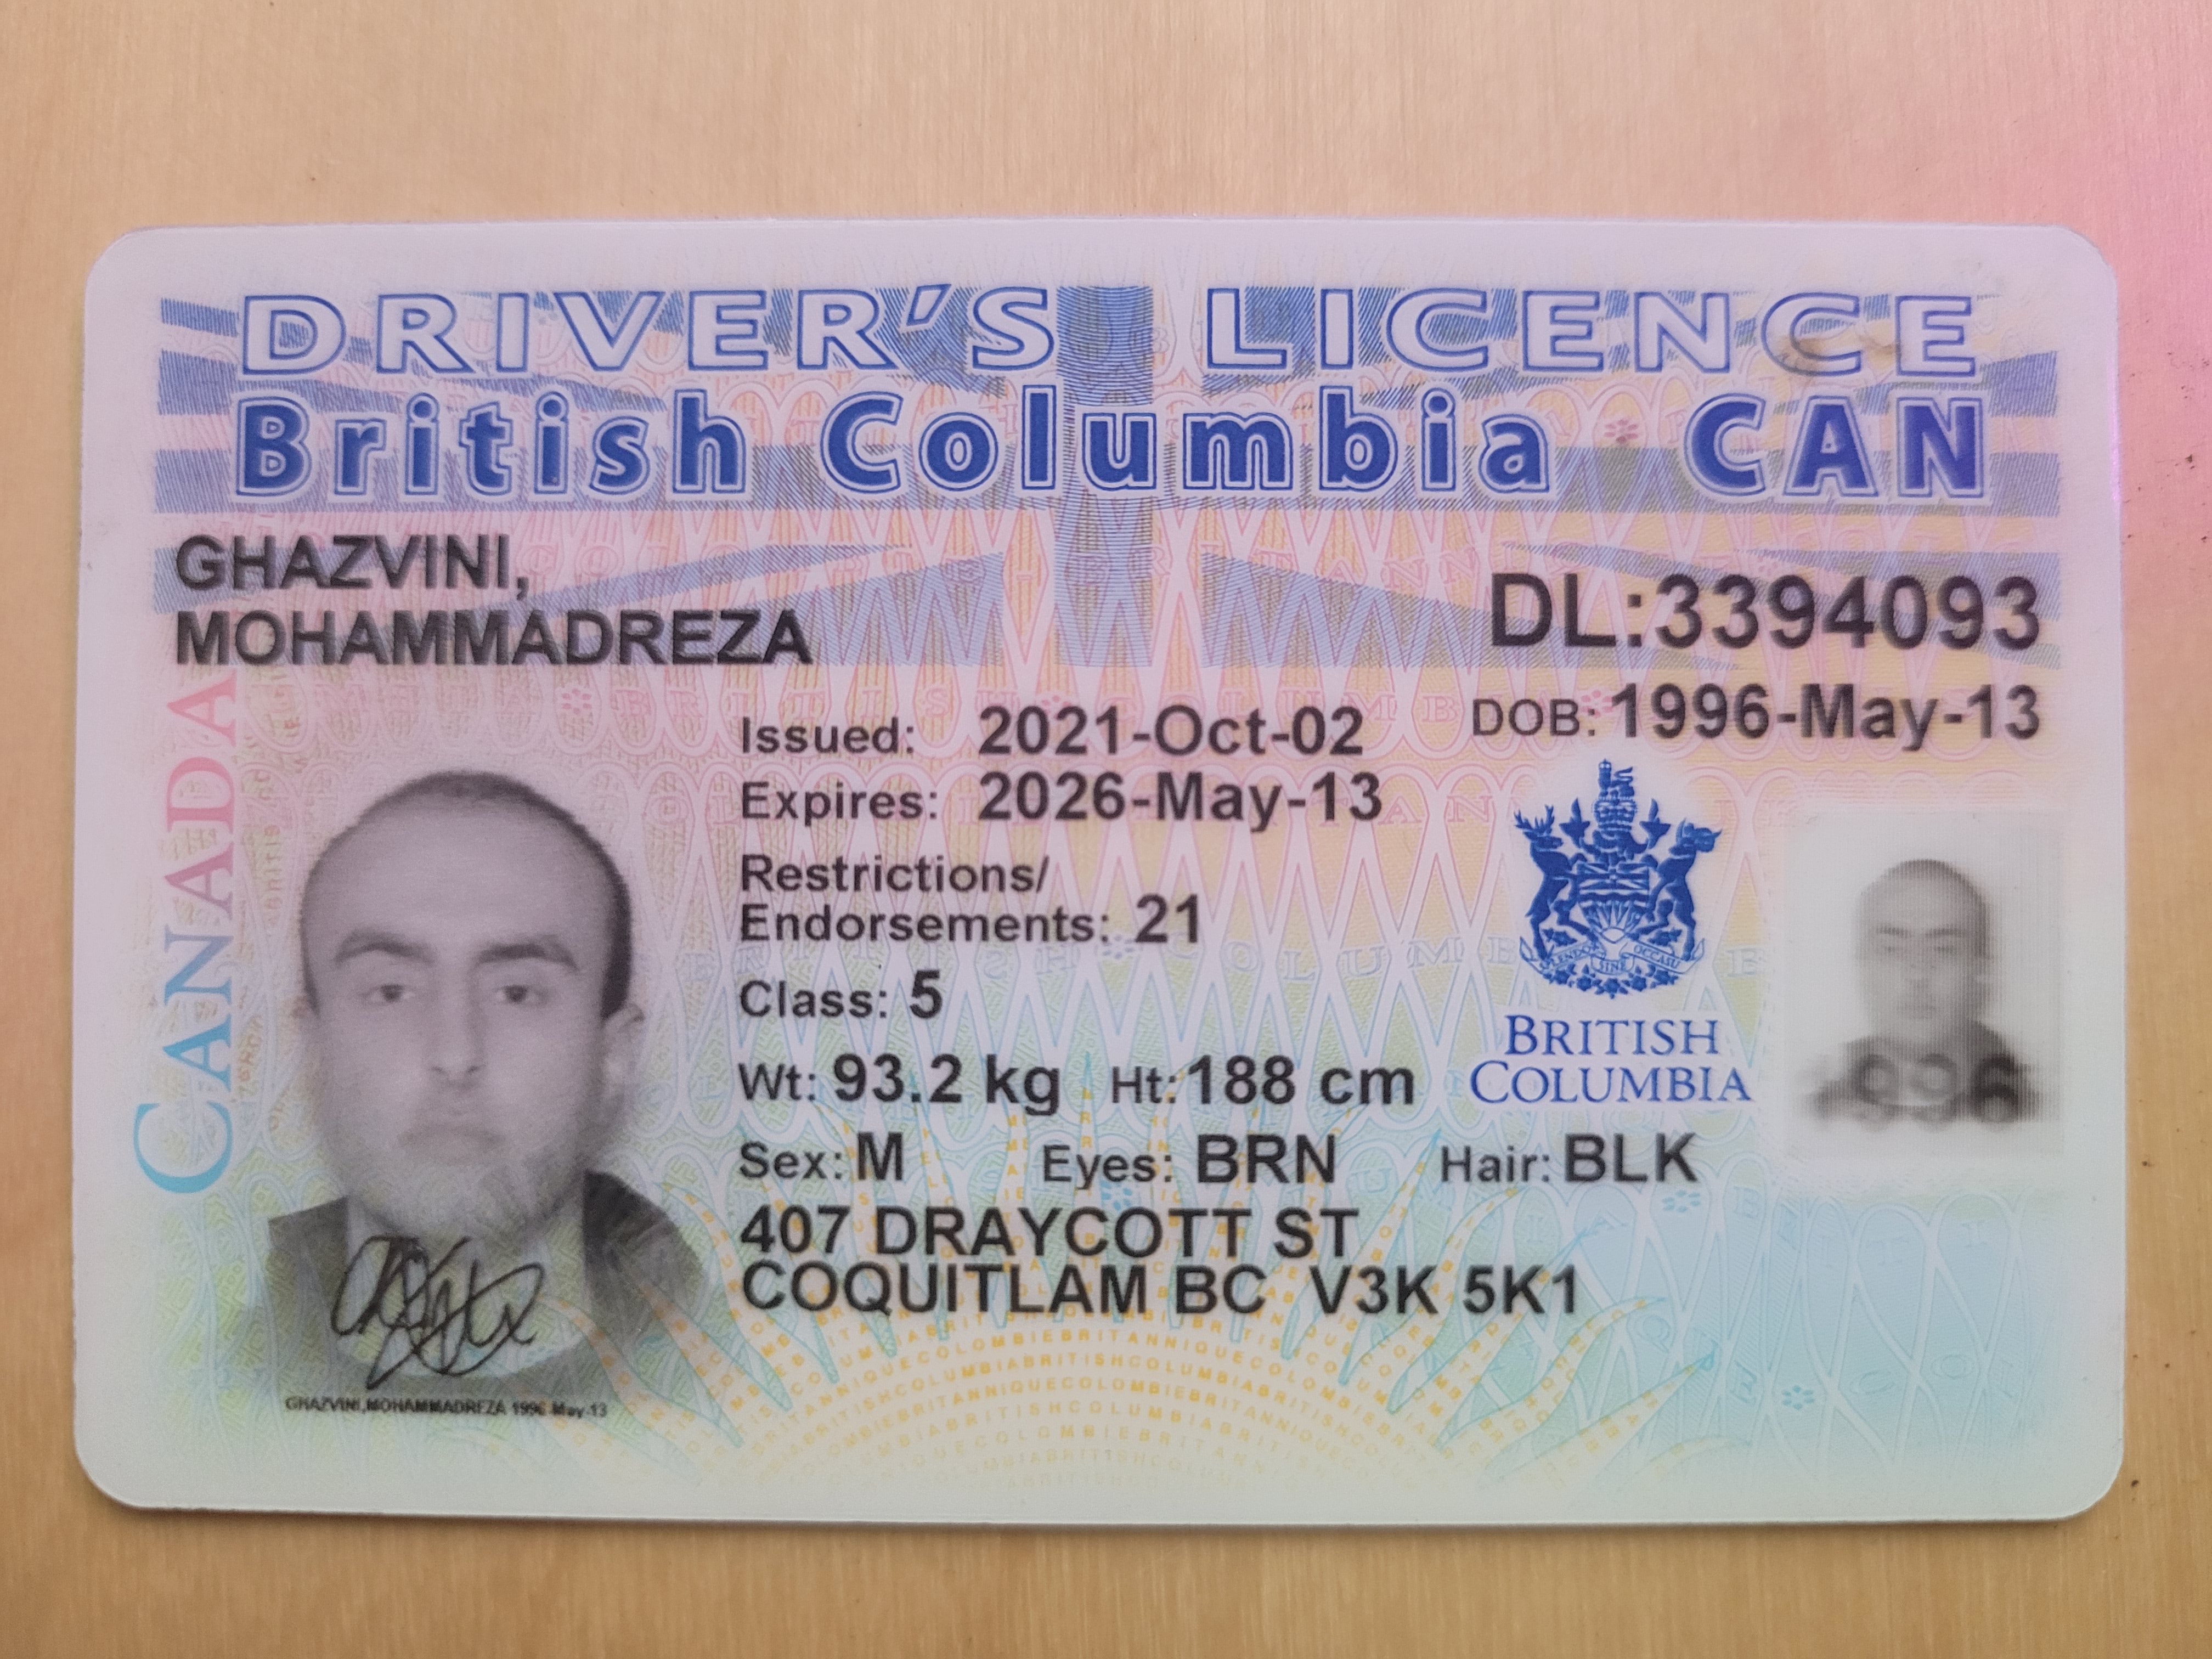 DRIVER'S LICENCE
British Columbia CAN
GHAZVINI,
MOHAMMADREZA
DL:3394093
Issued: 2021-Oct-02
DOB: 1996-May-13
Expires: 2026-May-13
Restrictions/
Endorsements: 21
Class: 5
Wt: 93.2 kg Ht: 188 cm
Sex: M Eyes: BRN Hair: BLK
407 DRAYCOTT ST
COQUITLAM BC V3K 5K1
CANADA
BRITISH
COLUMBIA
GHAZVINI,MOHAMMADREZA 1996-May-13
1996